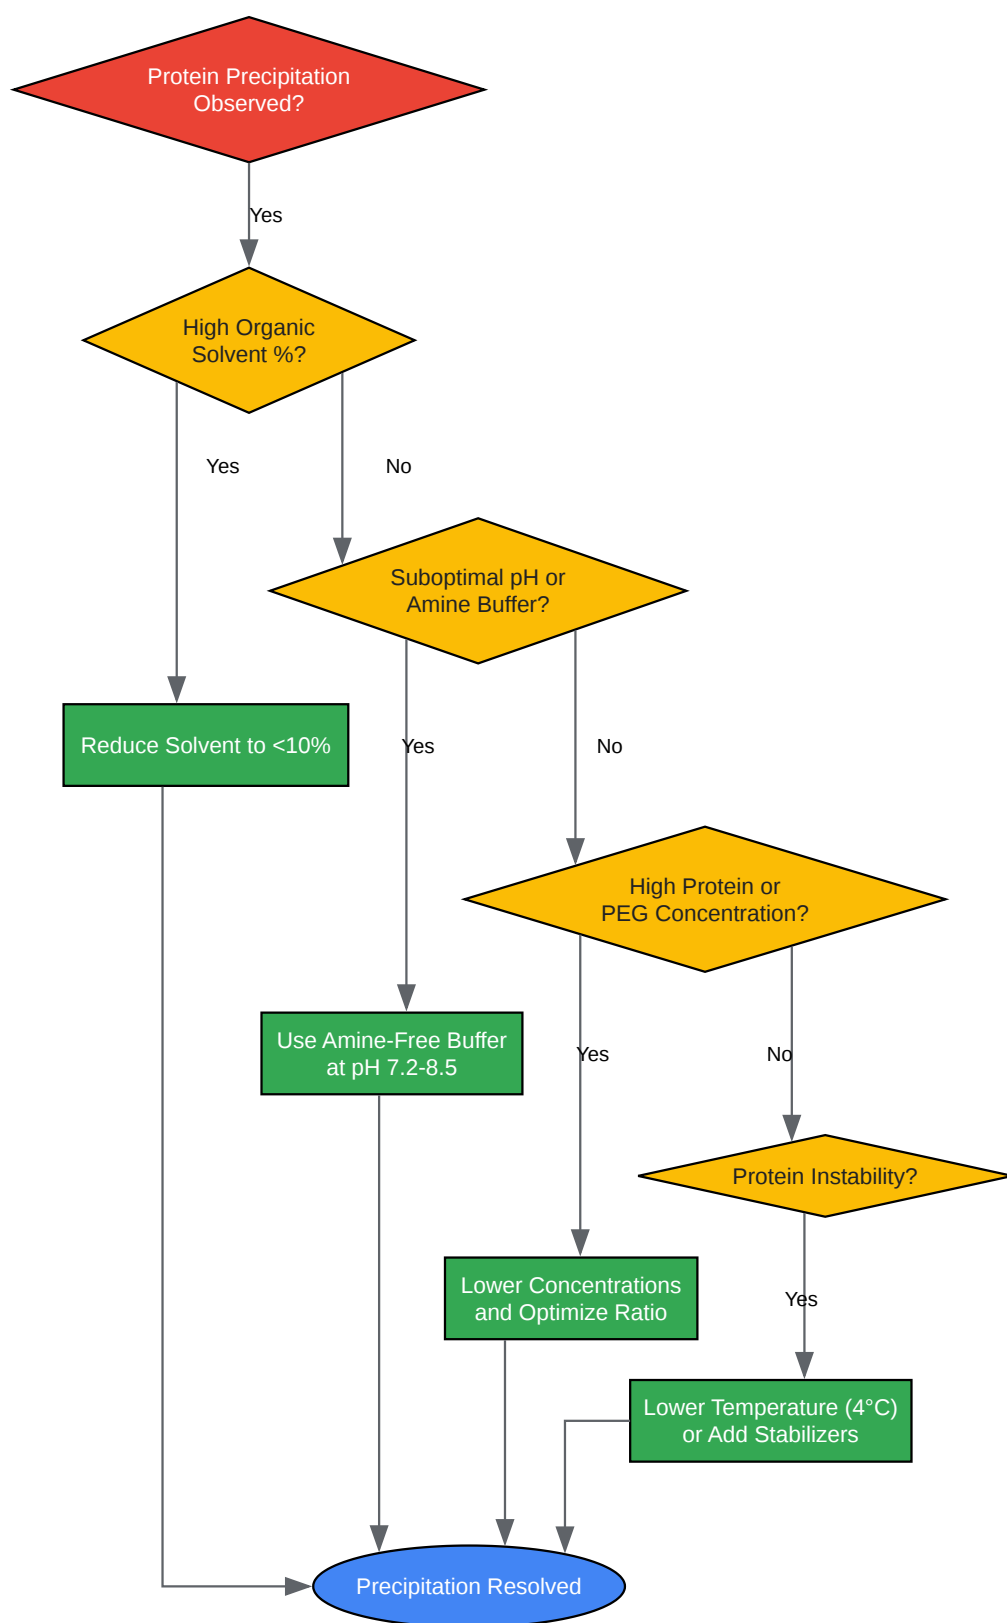 Protein Precipitation
Observed?
Yes
High Organic
Solvent %?
Yes
No
Suboptimal pH or
Amine Buffer?
Reduce Solvent to <10%
Yes
No
High Protein or
PEG Concentration?
Use Amine-Free Buffer
at pH 7.2-8.5
Yes
No
Protein Instability?
Lower Concentrations
and Optimize Ratio
Yes
Lower Temperature (4°C)
or Add Stabilizers
Precipitation Resolved